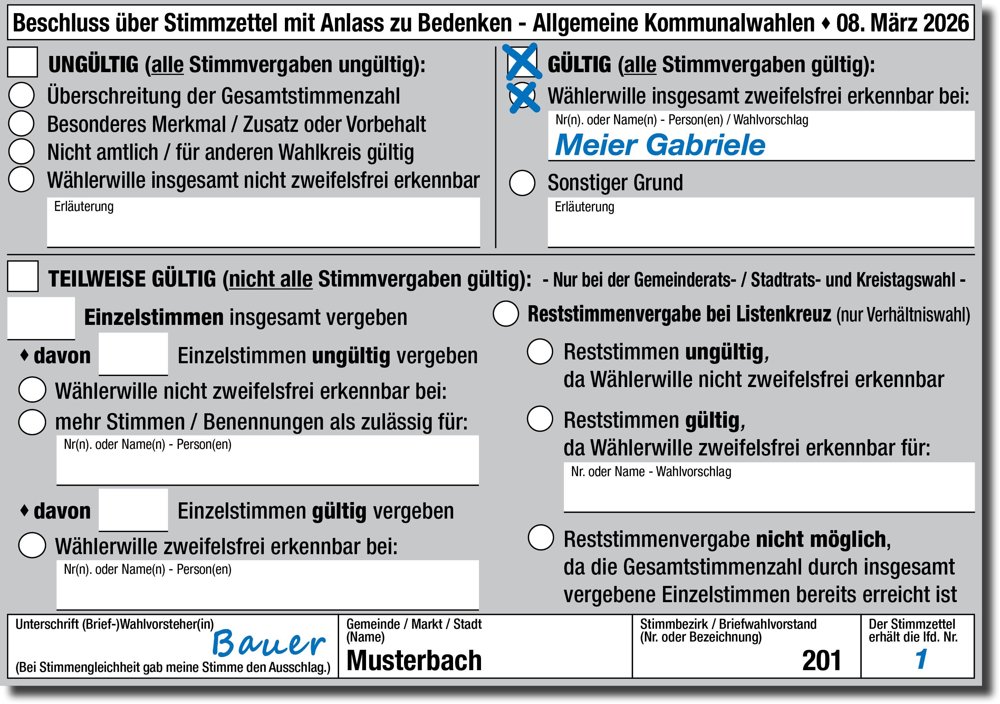 Beschluss über Stimmzettel mit Anlass zu Bedenken - Allgemeine Kommunalwahlen ♦ 08. März 2026
UNGÜLTIG (alle Stimmvergaben ungültig):
Überschreitung der Gesamtstimmenzahl
Besonderes Merkmal / Zusatz oder Vorbehalt
Nicht amtlich / für anderen Wahlkreis gültig
Wählerwille insgesamt nicht zweifelsfrei erkennbar
Erläuterung
GÜLTIG (alle Stimmvergaben gültig):
Wählerwille insgesamt zweifelsfrei erkennbar bei:
Nr(n). oder Name(n) - Person(en) / Wahlvorschlag
Meier Gabriele
Sonstiger Grund
Erläuterung
TEILWEISE GÜLTIG (nicht alle Stimmvergaben gültig): - Nur bei der Gemeinderats- / Stadtrats- und Kreistagswahl -
Einzelstimmen insgesamt vergeben
♦ davon Einzelstimmen ungültig vergeben
Wählerwille nicht zweifelsfrei erkennbar bei:
mehr Stimmen / Benennungen als zulässig für:
Nr(n). oder Name(n) - Person(en)
♦ davon Einzelstimmen gültig vergeben
Wählerwille zweifelsfrei erkennbar bei:
Nr(n). oder Name(n) - Person(en)
Reststimmenvergabe bei Listenkreuz (nur Verhältniswahl)
Reststimmen ungültig,
da Wählerwille nicht zweifelsfrei erkennbar
Reststimmen gültig,
da Wählerwille zweifelsfrei erkennbar für:
Nr. oder Name - Wahlvorschlag
Reststimmenvergabe nicht möglich,
da die Gesamtstimmenzahl durch insgesamt
vergebene Einzelstimmen bereits erreicht ist
Unterschrift (Brief-)Wahlvorsteher(in)
Bauer
(Bei Stimmengleichheit gab meine Stimme den Ausschlag.)
Gemeinde / Markt / Stadt
(Name)
Musterbach
Stimmbezirk / Briefwahlvorstand
(Nr. oder Bezeichnung)
201
Der Stimmzettel
erhält die lfd. Nr.
1